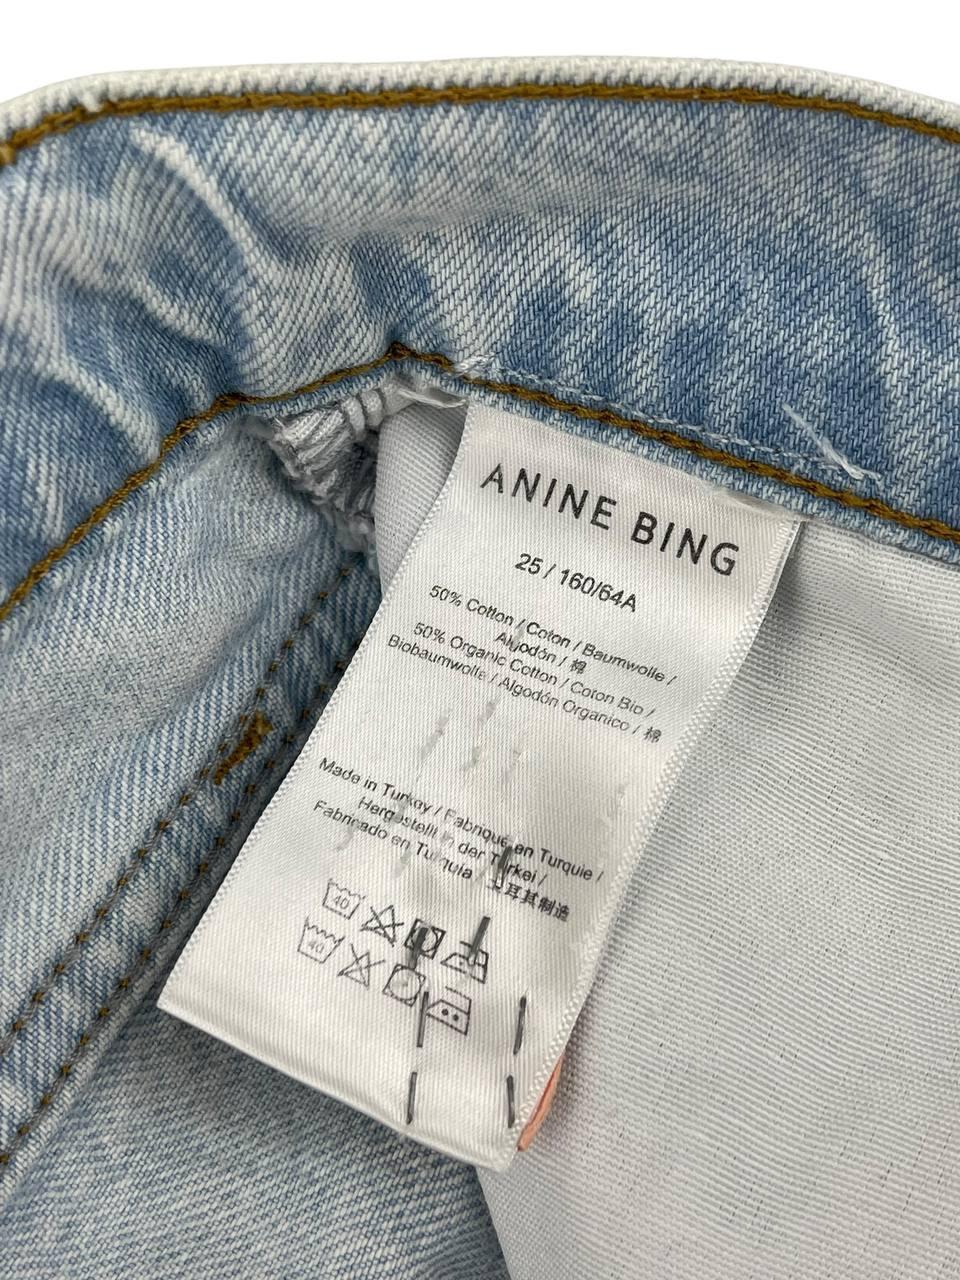 ANINE BING
25 / 160/64A
50% Cotton / Coton / Baumwolle /
Algodón / 棉
50% Organic Cotton / Coton Bio /
Biobaumwolle / Algodón Organico / 棉
Made in Turkey / Fabriqué en Turquie /
Hergestellt in der Türkei /
Fabricado en Turquia 土耳其制造
40
40